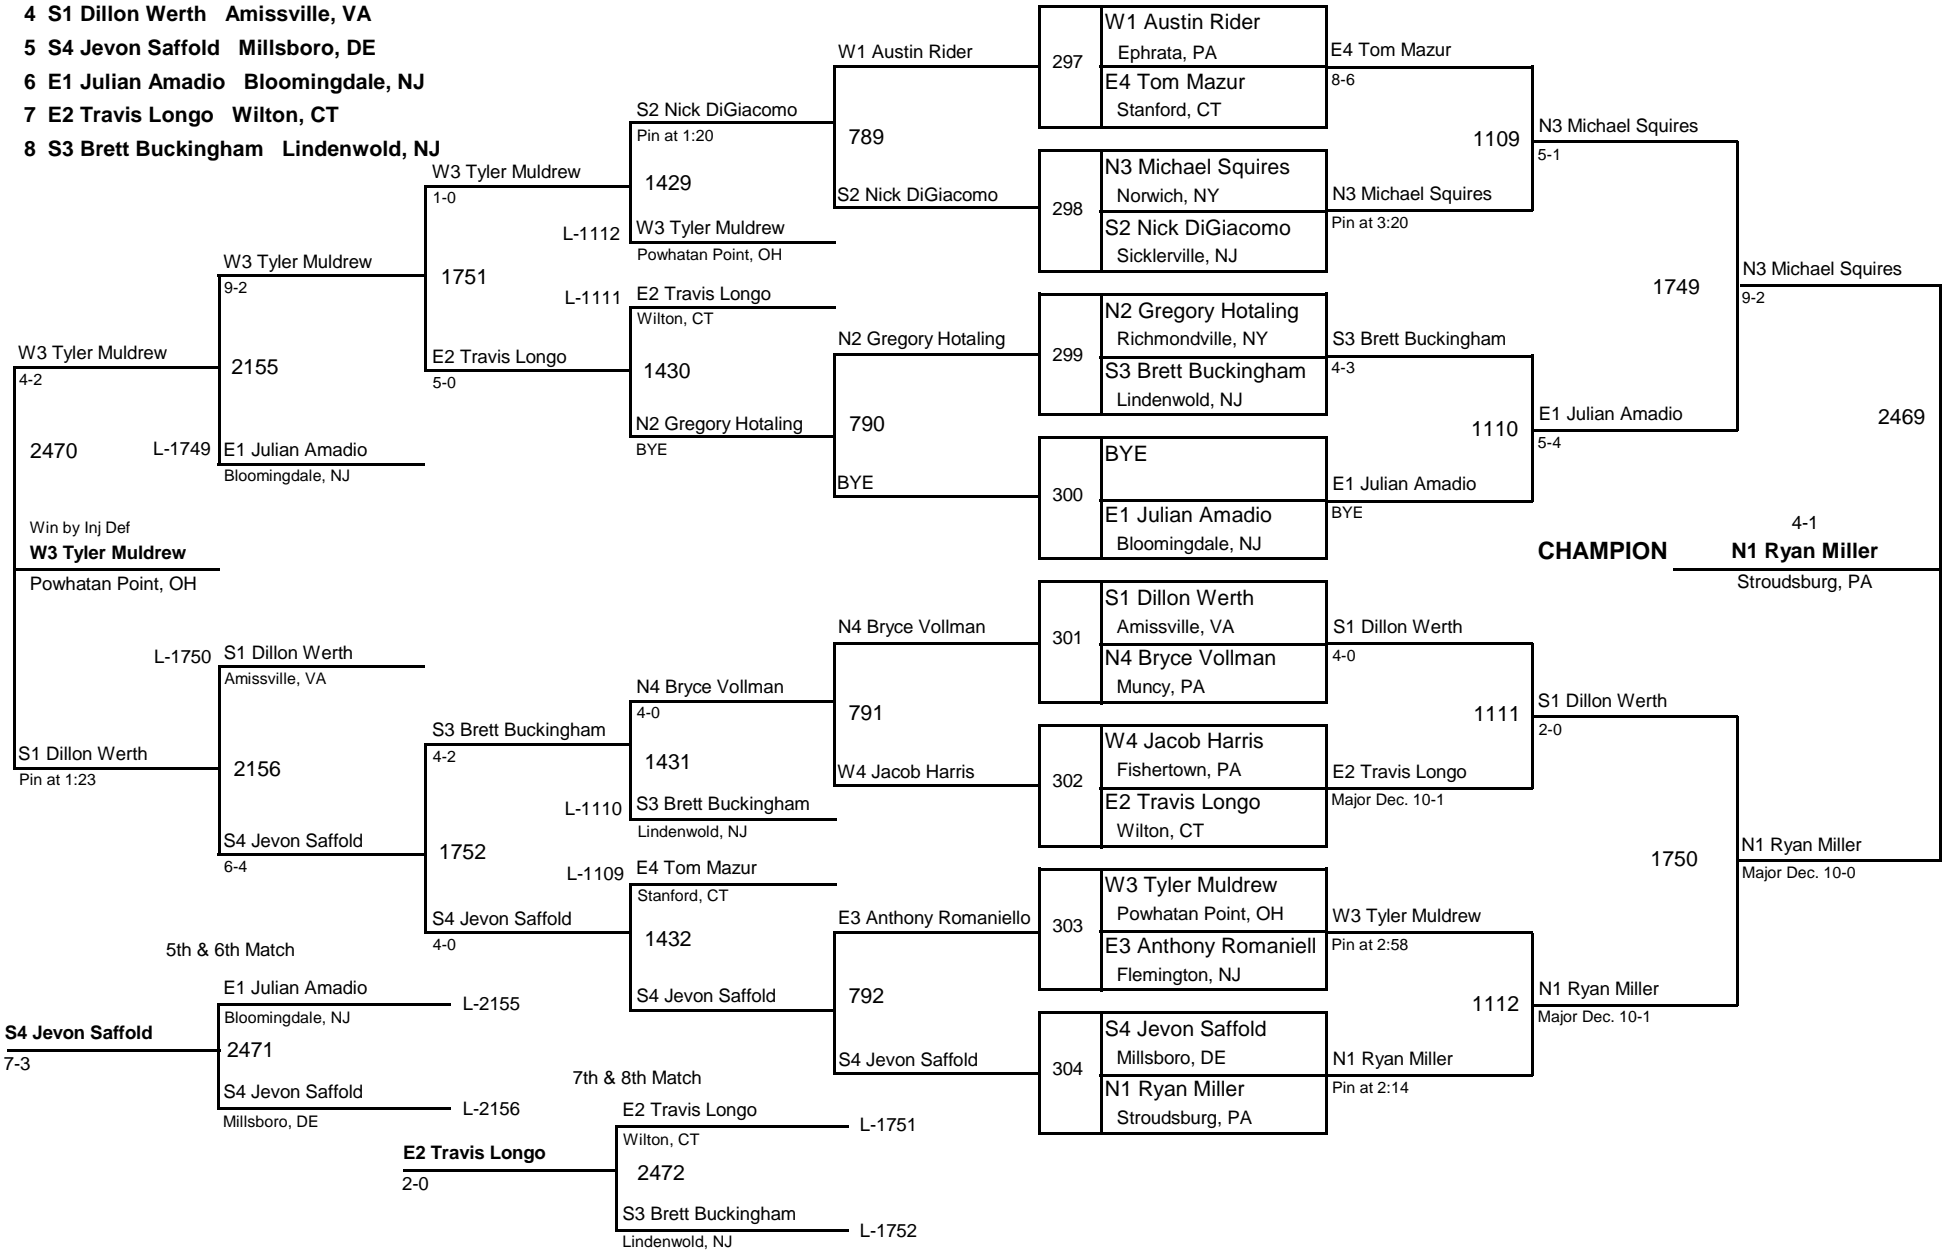 4 S1 Dillon Werth Amissville, VA
5 S4 Jevon Saffold Millsboro, DE
6 E1 Julian Amadio Bloomingdale, NJ
7 E2 Travis Longo Wilton, CT
8 S3 Brett Buckingham Lindenwold, NJ
W3 Tyler Muldrew
4-2
2470
Win by Inj Def
W3 Tyler Muldrew
Powhatan Point, OH
S1 Dillon Werth
Pin at 1:23
W3 Tyler Muldrew
9-2
2155
L-1749
E1 Julian Amadio
Bloomingdale, NJ
L-1750
S1 Dillon Werth
Amissville, VA
2156
S4 Jevon Saffold
6-4
W3 Tyler Muldrew
1-0
1751
E2 Travis Longo
5-0
S3 Brett Buckingham
4-2
1752
S4 Jevon Saffold
4-0
S2 Nick DiGiacomo
Pin at 1:20
1429
L-1112
W3 Tyler Muldrew
Powhatan Point, OH
L-1111
E2 Travis Longo
Wilton, CT
1430
N2 Gregory Hotaling
BYE
N4 Bryce Vollman
4-0
1431
L-1110
S3 Brett Buckingham
Lindenwold, NJ
L-1109
E4 Tom Mazur
Stanford, CT
1432
S4 Jevon Saffold
W1 Austin Rider
789
S2 Nick DiGiacomo
N2 Gregory Hotaling
790
BYE
N4 Bryce Vollman
791
W4 Jacob Harris
E3 Anthony Romaniello
792
S4 Jevon Saffold
297
W1 Austin Rider
Ephrata, PA
E4 Tom Mazur
Stanford, CT
298
N3 Michael Squires
Norwich, NY
S2 Nick DiGiacomo
Sicklerville, NJ
299
N2 Gregory Hotaling
Richmondville, NY
S3 Brett Buckingham
Lindenwold, NJ
300
BYE
E1 Julian Amadio
Bloomingdale, NJ
301
S1 Dillon Werth
Amissville, VA
N4 Bryce Vollman
Muncy, PA
302
W4 Jacob Harris
Fishertown, PA
E2 Travis Longo
Wilton, CT
303
W3 Tyler Muldrew
Powhatan Point, OH
E3 Anthony Romaniell
Flemington, NJ
304
S4 Jevon Saffold
Millsboro, DE
N1 Ryan Miller
Stroudsburg, PA
E4 Tom Mazur
8-6
1109
N3 Michael Squires
Pin at 3:20
S3 Brett Buckingham
4-3
1110
E1 Julian Amadio
BYE
S1 Dillon Werth
4-0
1111
E2 Travis Longo
Major Dec. 10-1
W3 Tyler Muldrew
Pin at 2:58
1112
N1 Ryan Miller
Pin at 2:14
N3 Michael Squires
5-1
1749
E1 Julian Amadio
5-4
S1 Dillon Werth
2-0
1750
N1 Ryan Miller
Major Dec. 10-1
N3 Michael Squires
9-2
2469
N1 Ryan Miller
Major Dec. 10-0
4-1
CHAMPION N1 Ryan Miller
Stroudsburg, PA
5th & 6th Match
E1 Julian Amadio
L-2155
Bloomingdale, NJ
S4 Jevon Saffold
7-3
2471
S4 Jevon Saffold
L-2156
Millsboro, DE
7th & 8th Match
E2 Travis Longo
L-1751
Wilton, CT
E2 Travis Longo
2-0
2472
S3 Brett Buckingham
L-1752
Lindenwold, NJ